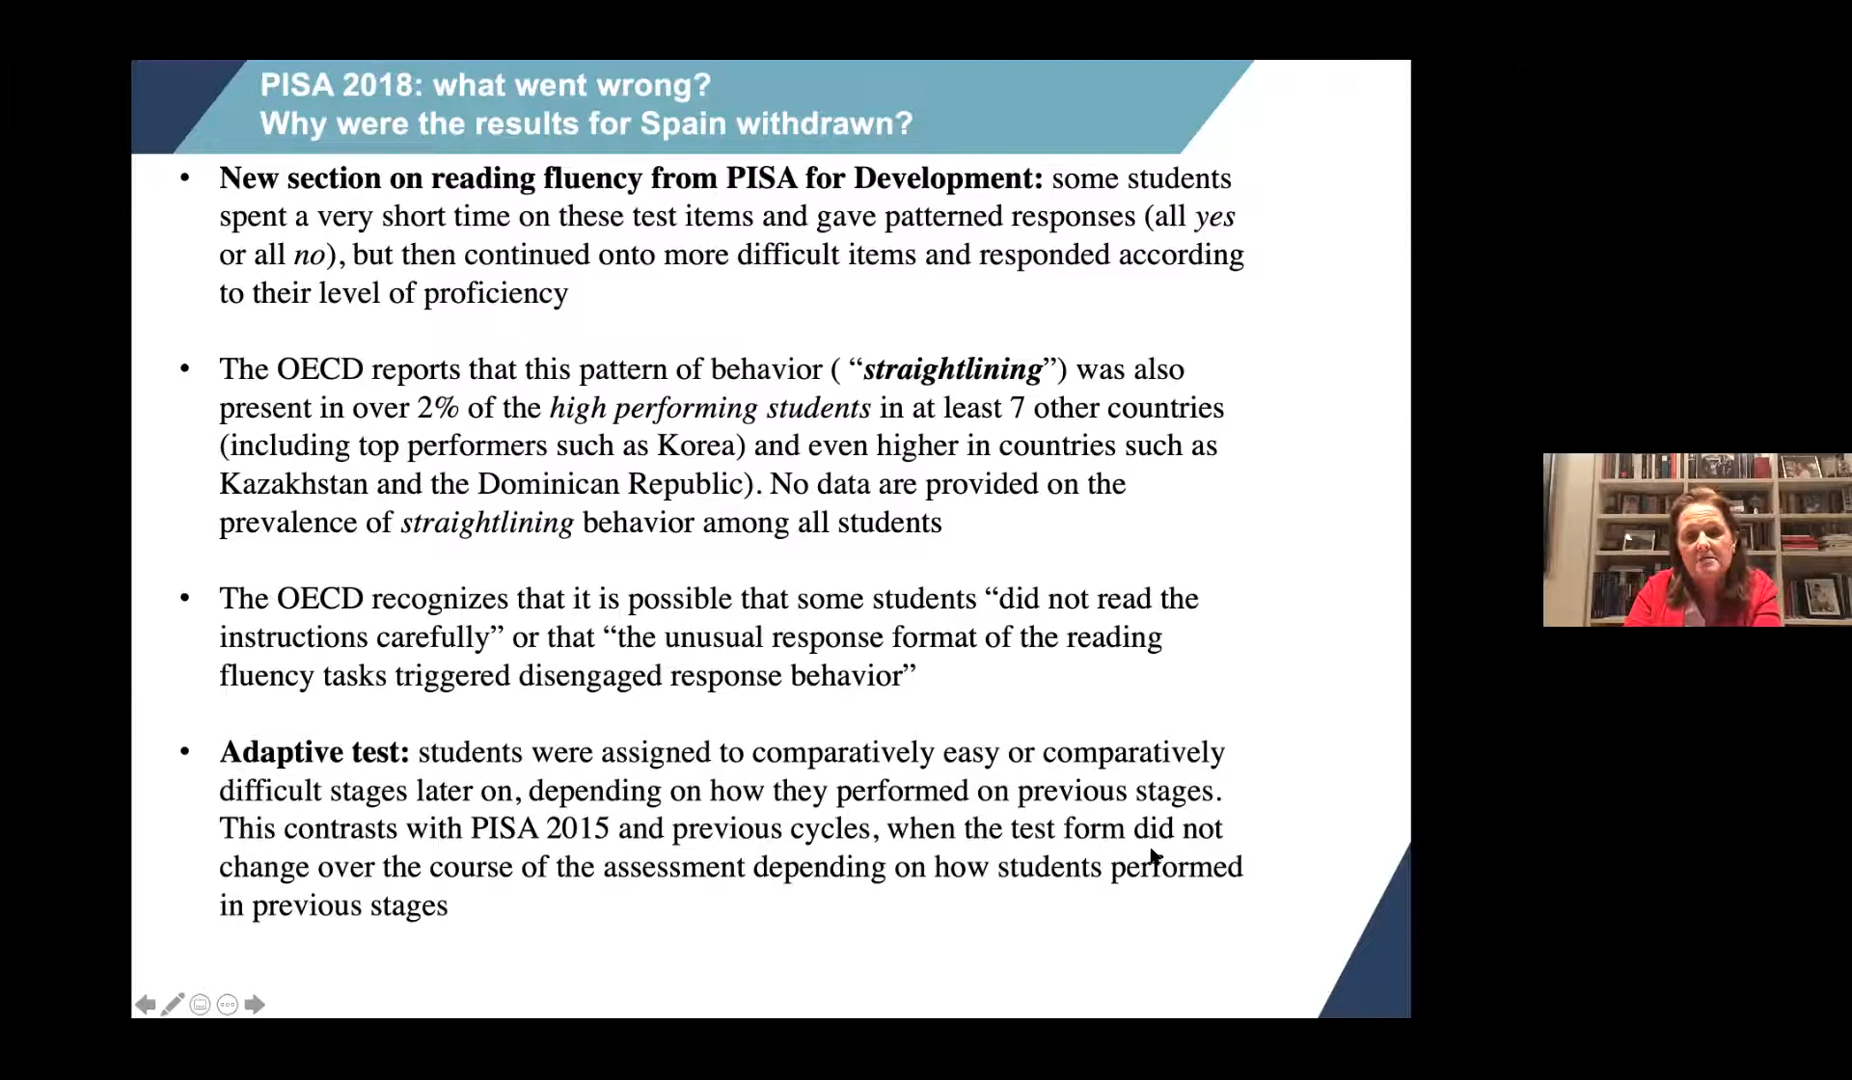 PISA 2018: what went wrong?
Why were the results for Spain withdrawn?
• New section on reading fluency from PISA for Development: some students
spent a very short time on these test items and gave patterned responses (all yes
or all no), but then continued onto more difficult items and responded according
to their level of proficiency
• The OECD reports that this pattern of behavior ( “straightlining”) was also
present in over 2% of the high performing students in at least 7 other countries
(including top performers such as Korea) and even higher in countries such as
Kazakhstan and the Dominican Republic). No data are provided on the
prevalence of straightlining behavior among all students
• The OECD recognizes that it is possible that some students “did not read the
instructions carefully” or that “the unusual response format of the reading
fluency tasks triggered disengaged response behavior”
• Adaptive test: students were assigned to comparatively easy or comparatively
difficult stages later on, depending on how they performed on previous stages.
This contrasts with PISA 2015 and previous cycles, when the test form did not
change over the course of the assessment depending on how students performed
in previous stages